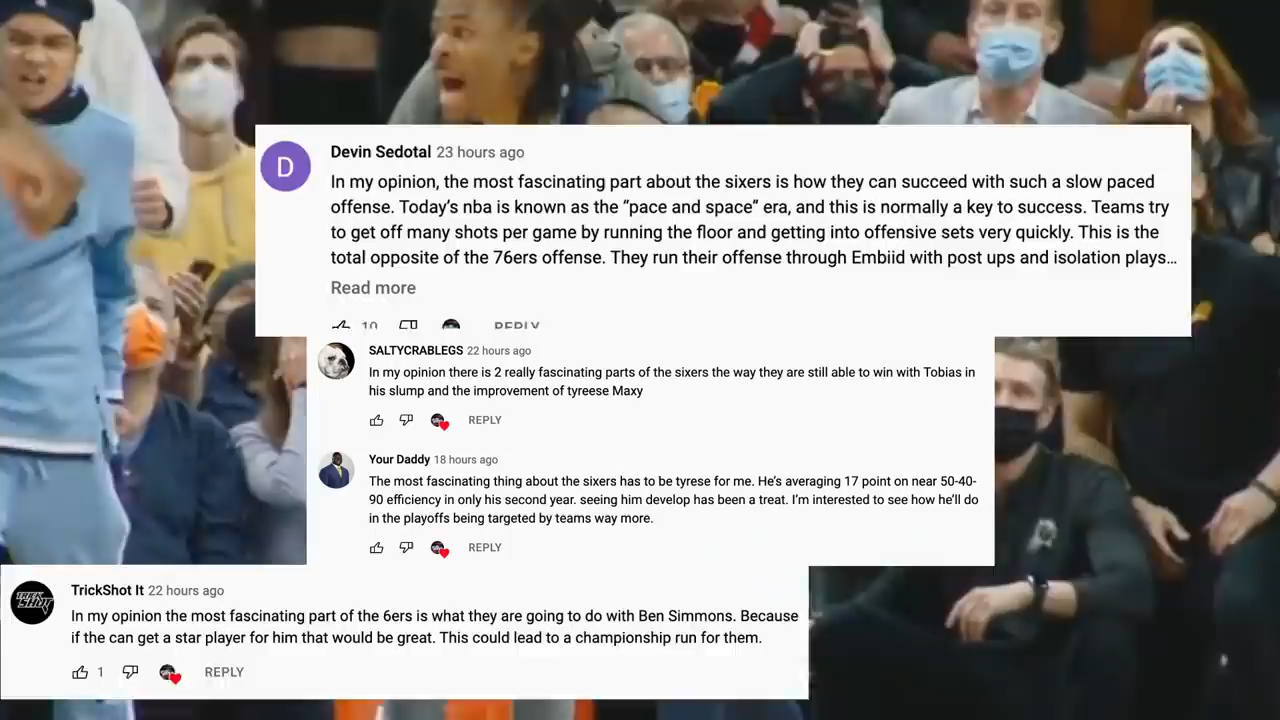 D
Devin Sedotal 23 hours ago
In my opinion, the most fascinating part about the sixers is how they can succeed with such a slow paced
offense. Today's nba is known as the “pace and space” era, and this is normally a key to success. Teams try
to get off many shots per game by running the floor and getting into offensive sets very quickly. This is the
total opposite of the 76ers offense. They run their offense through Embiid with post ups and isolation plays...
Read more
10 REPLY
SALTYCRABLEGS 22 hours ago
In my opinion there is 2 really fascinating parts of the sixers the way they are still able to win with Tobias in
his slump and the improvement of tyreese Maxy
REPLY
Your Daddy 18 hours ago
The most fascinating thing about the sixers has to be tyrese for me. He's averaging 17 point on near 50-40-
90 efficiency in only his second year. seeing him develop has been a treat. I'm interested to see how he'll do
in the playoffs being targeted by teams way more.
REPLY
TRICK
SHOT
TrickShot It 22 hours ago
In my opinion the most fascinating part of the 6ers is what they are going to do with Ben Simmons. Because
if the can get a star player for him that would be great. This could lead to a championship run for them.
1 REPLY